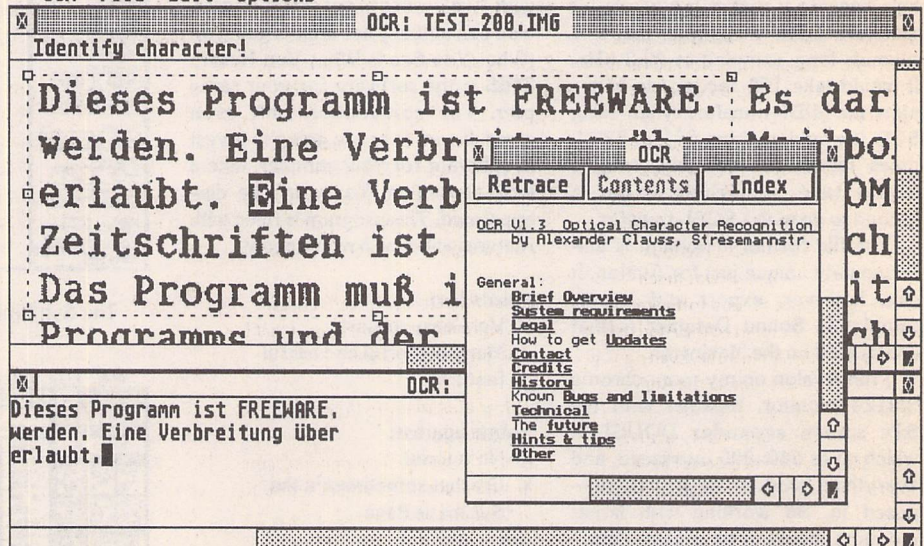 OCR: TEST_200.IMG
Identify character!
Dieses Programm ist FREEWARE. Es dar
werden. Eine Verbr
erlaubt. Eine Verb
Zeitschriften ist
Das Programm muß i
Programms und der
OCR
Retrace Contents Index
OCR V1.3, Optical Character Recognition
by Alexander Clauss, Stresemannstr.
General:
Brief Overview
System requirements
Legal
How to get Updates
Contact
Credits
History
Known Bugs and limitations
Technical
The future
Hints & tips
Other
OCR:
Dieses Programm ist FREEWARE.
werden. Eine Verbreitung über
erlaubt.